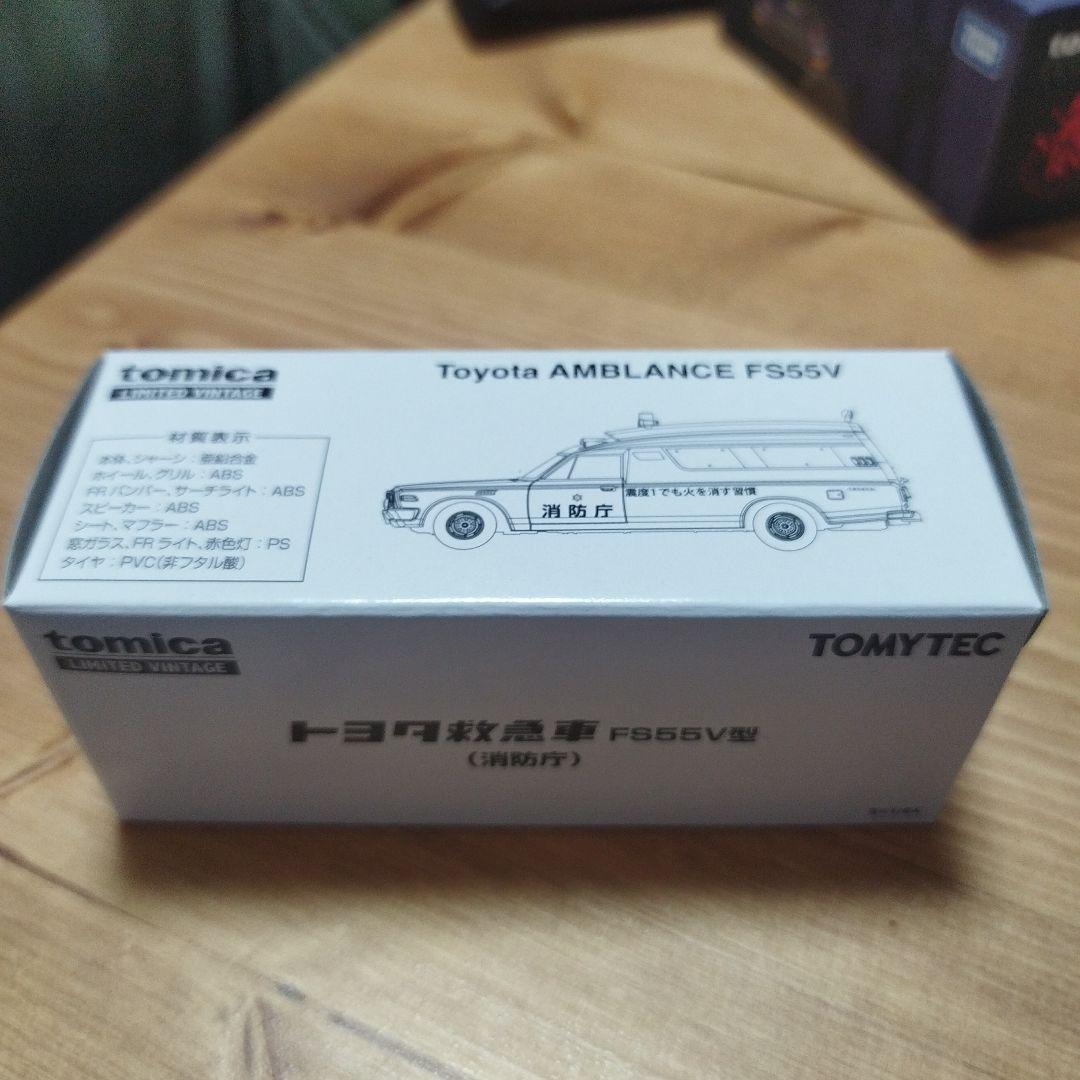 tomica
LIMITED VINTAGE
Toyota AMBLANCE FS55V
材質表示
本体、シャーシ:亜鉛合金
ホイール、グリル:ABS
FRバンパー、サーチライト:ABS
スピーカー:ABS
シート、マフラー:ABS
窓ガラス、FRライト、赤色灯:PS
タイヤ:PVC(非フタル酸)
消防庁
震度1でも火を消す習慣
tomica
LIMITED VINTAGE
TOMYTEC
トヨタ救急車 FS55V型
(消防庁)